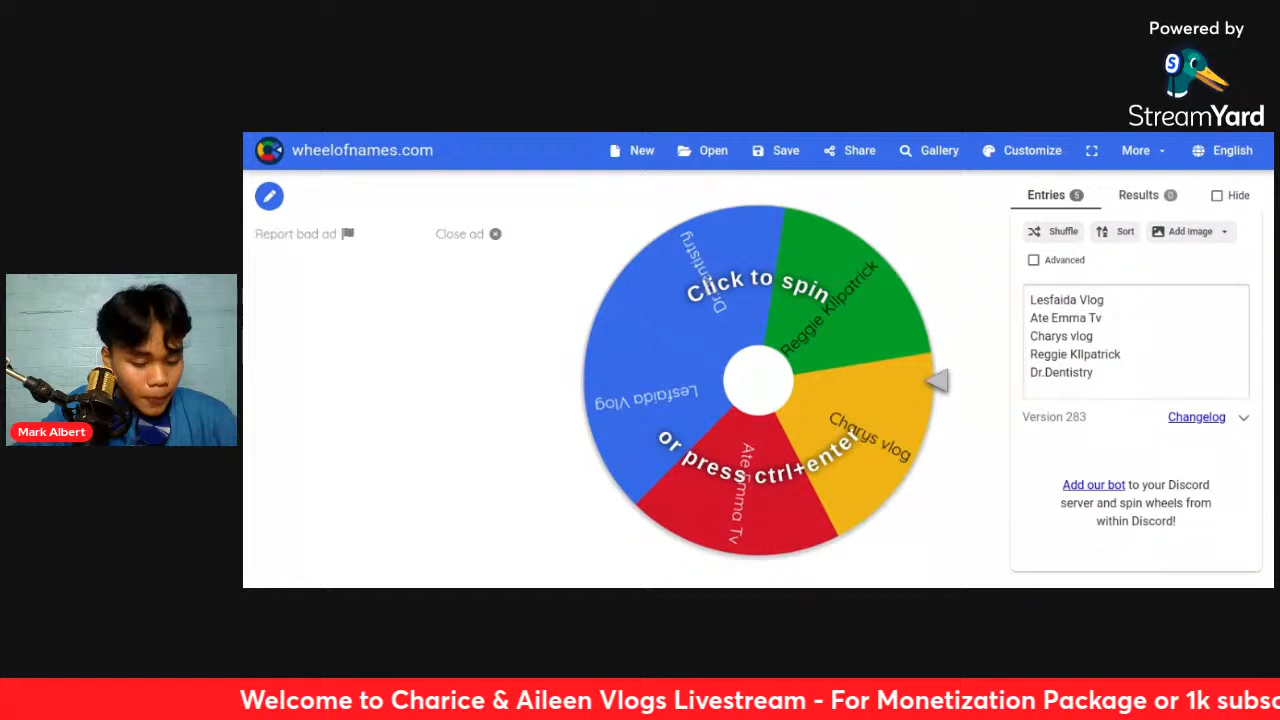 Powered by
StreamYard
wheelofnames.com
New
Open
Save
Share
Gallery
Customize
More
English
Report bad ad
Close ad
Entries 5
Results 0
Hide
Shuffle
Sort
Add image
Advanced
Lesfaida Vlog
Ate Emma Tv
Charys vlog
Reggie KIlpatrick
Dr.Dentistry
Version 283
Changelog
Add our bot to your Discord
server and spin wheels from
within Discord!
Click to spin
or press ctrl+enter
Dr.Dentistry
Reggie KIlpatrick
Lesfaida Vlog
Charys vlog
Ate Emma Tv
Mark Albert
Welcome to Charice & Aileen Vlogs Livestream - For Monetization Package or 1k subsc